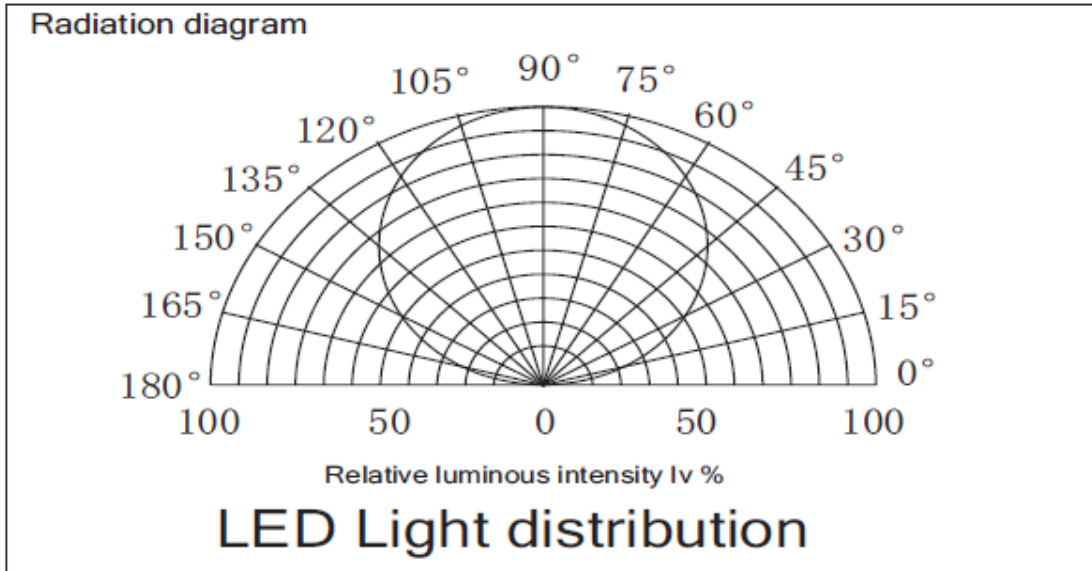 Radiation diagram
90°
105° 75°
120° 60°
135° 45°
150° 30°
165° 15°
180° 0°
100 50 0 50 100
Relative luminous intensity Iv %
LED Light distribution